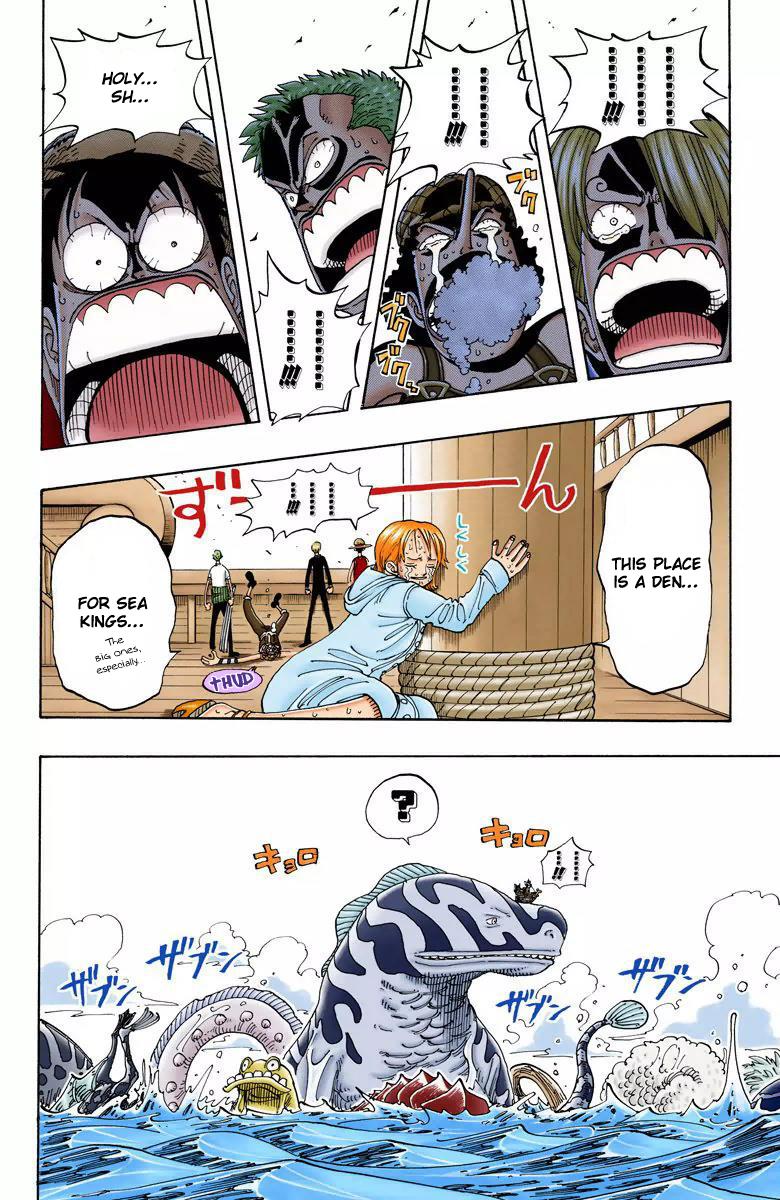 HOLY...
SH...
!!!
!!!
ブク
ブク
ブク
!!!
!!!
ず
ーん
!!!
しく
しく
THIS PLACE
IS A DEN...
FOR SEA
KINGS...
The
BIG ONES,
especially...
THUD
?
キョロ
キョロ
!!
ザブン
ザブン
ザブン
ザブン